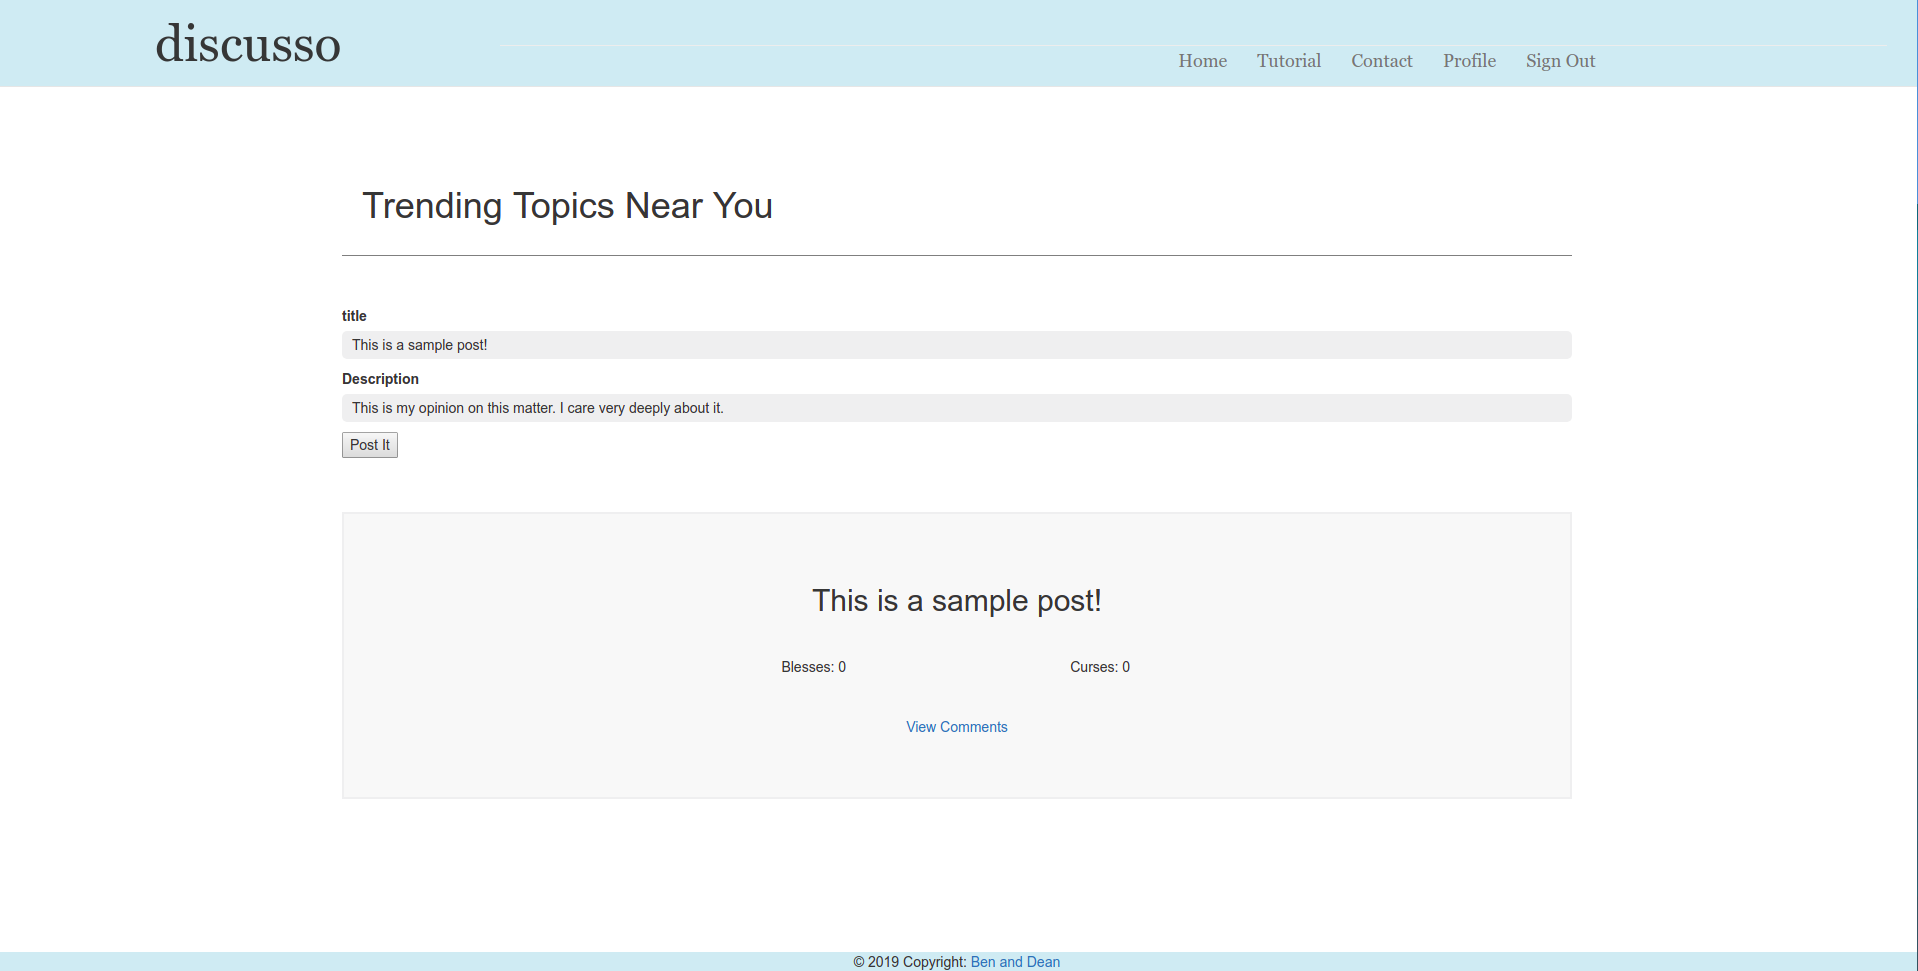 discusso
Home Tutorial Contact Profile Sign Out
Trending Topics Near You
title
This is a sample post!
Description
This is my opinion on this matter. I care very deeply about it.
Post It
This is a sample post!
Blesses: 0 Curses: 0
View Comments
© 2019 Copyright: Ben and Dean